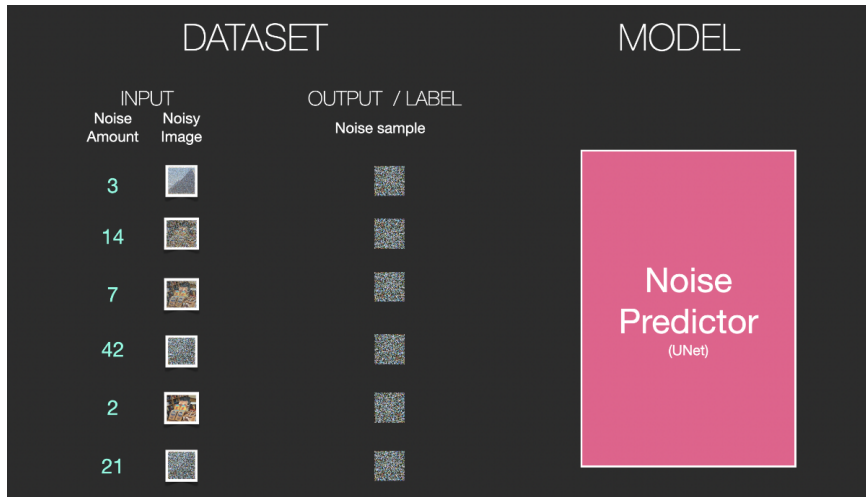 DATASET
MODEL
INPUT
OUTPUT / LABEL
Noise
Amount
Noisy
Image
Noise sample
3
14
7
42
2
21
Noise
Predictor
(UNet)